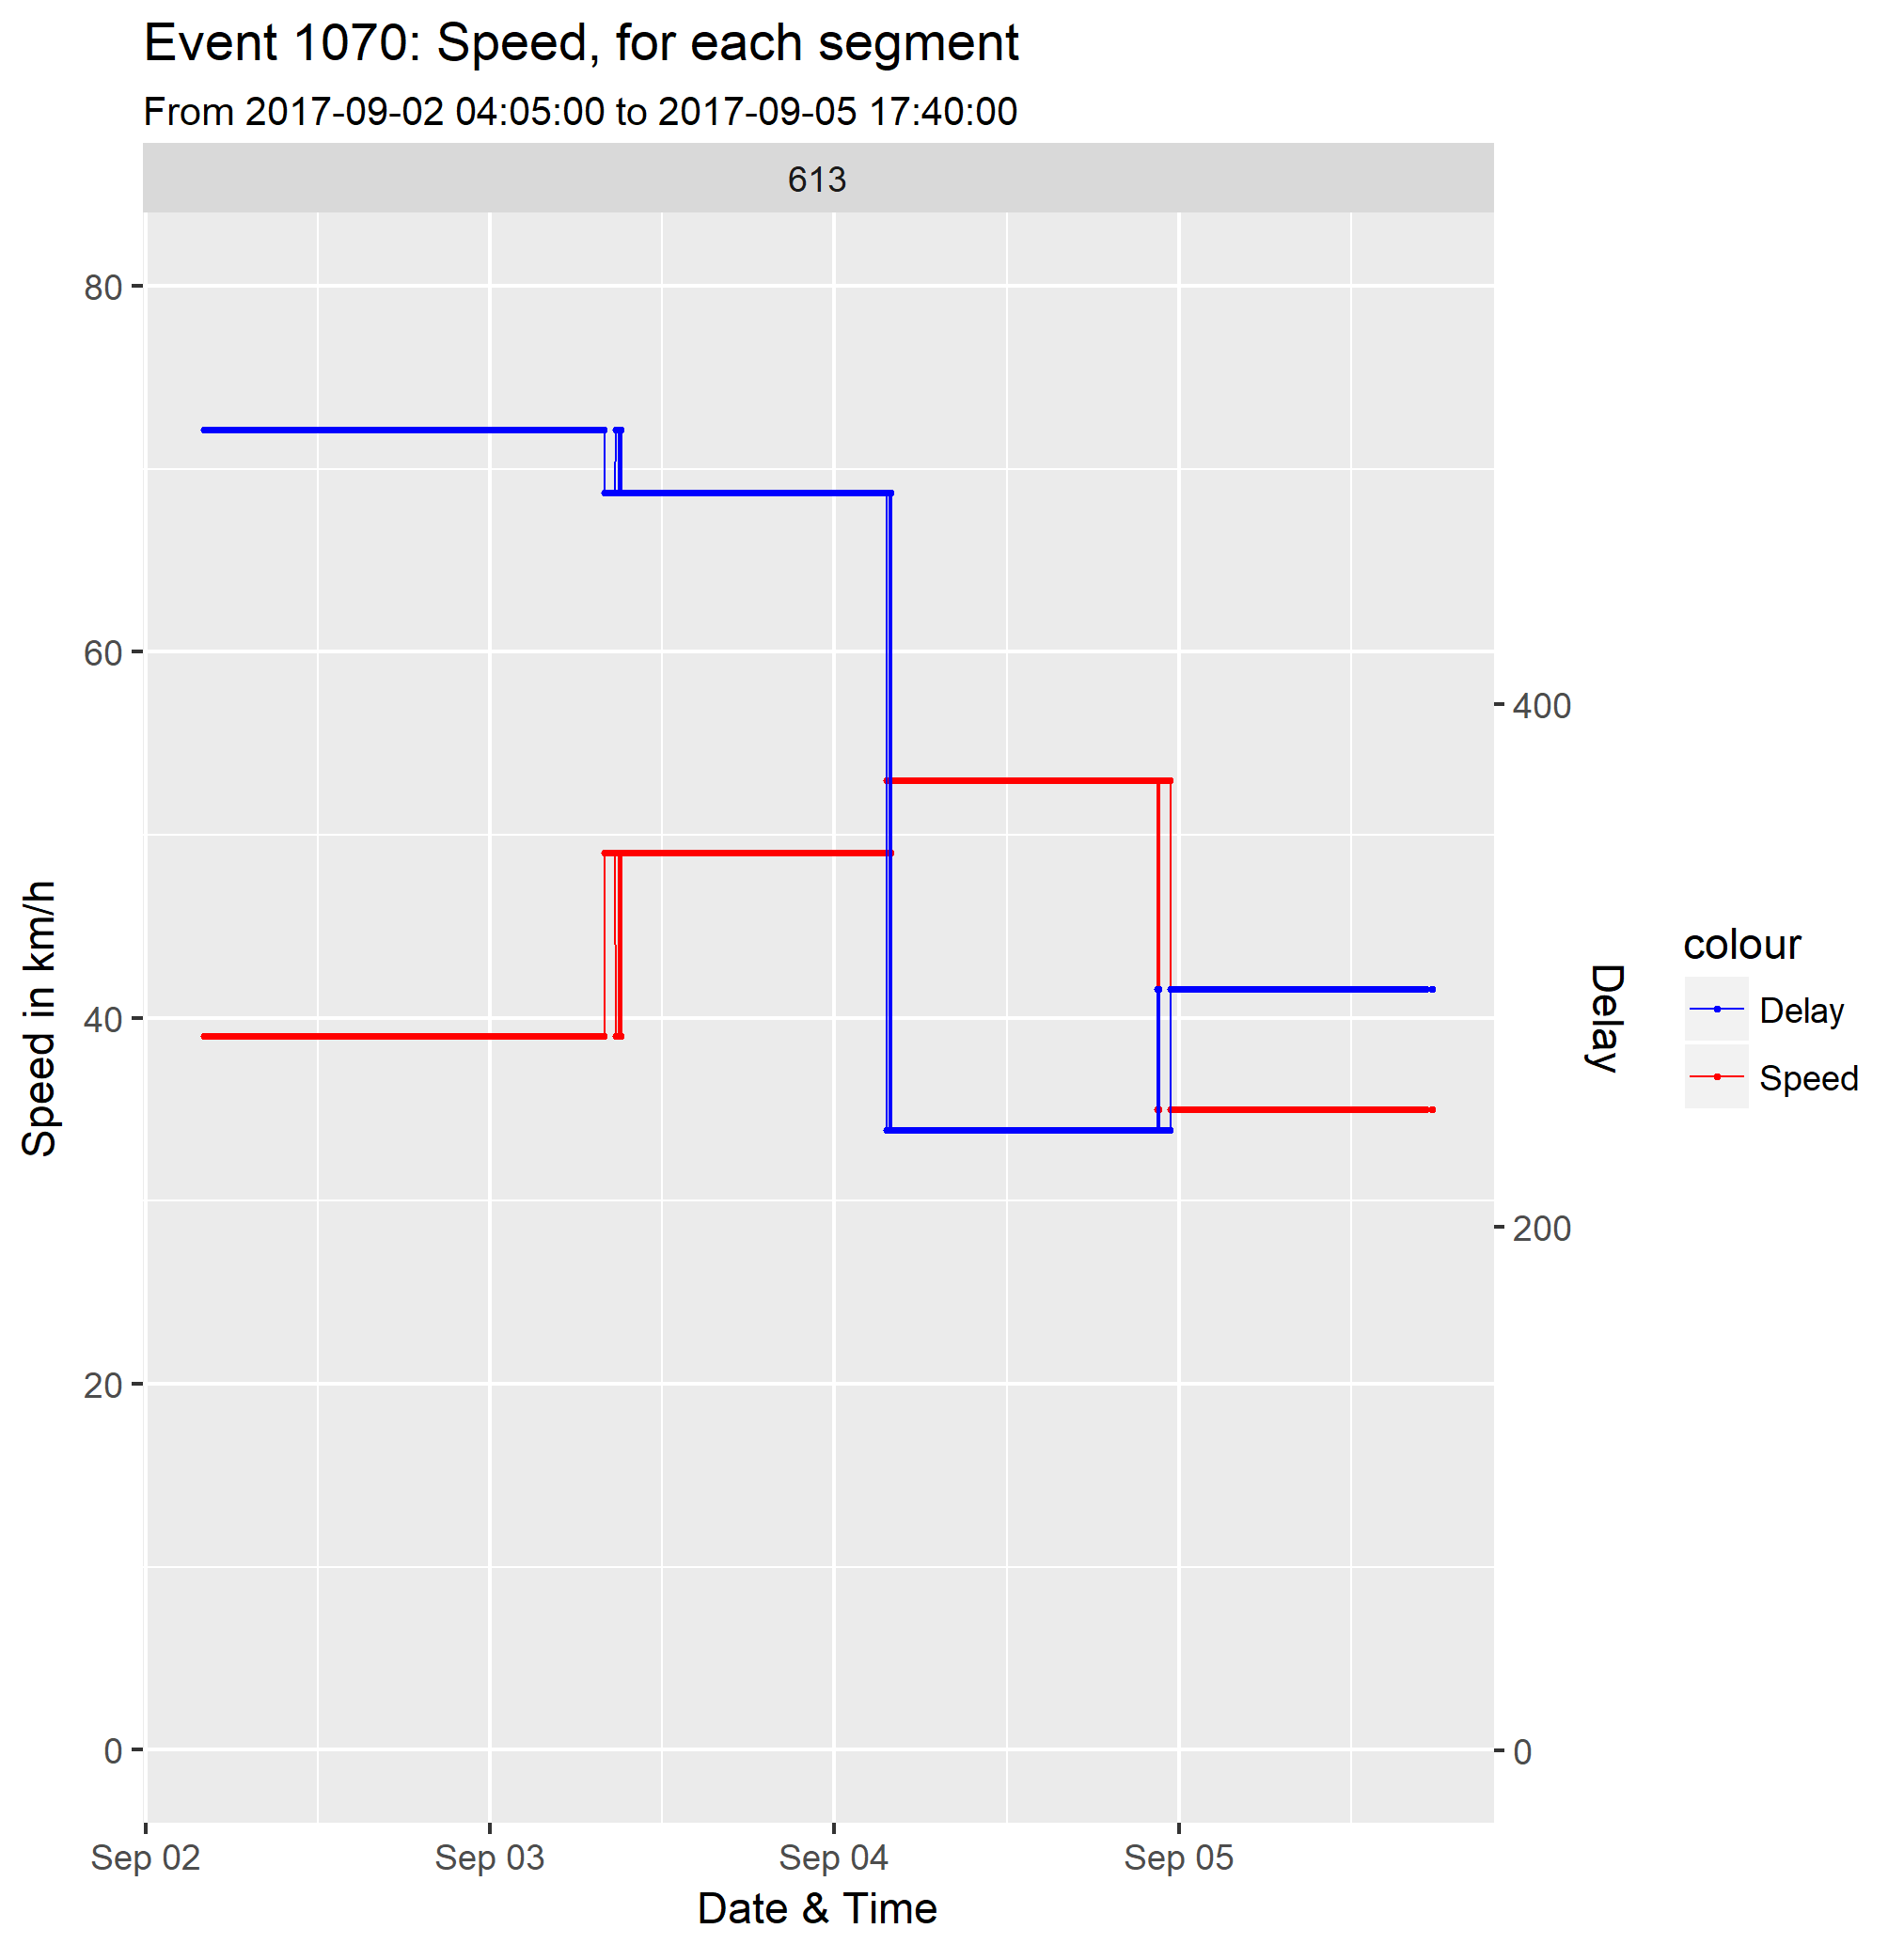 Event 1070: Speed, for each segment
From 2017-09-02 04:05:00 to 2017-09-05 17:40:00
613
80
60
40
20
0
Speed in km/h
400
200
0
Delay
colour
Delay
Speed
Sep 02
Sep 03
Sep 04
Sep 05
Date & Time